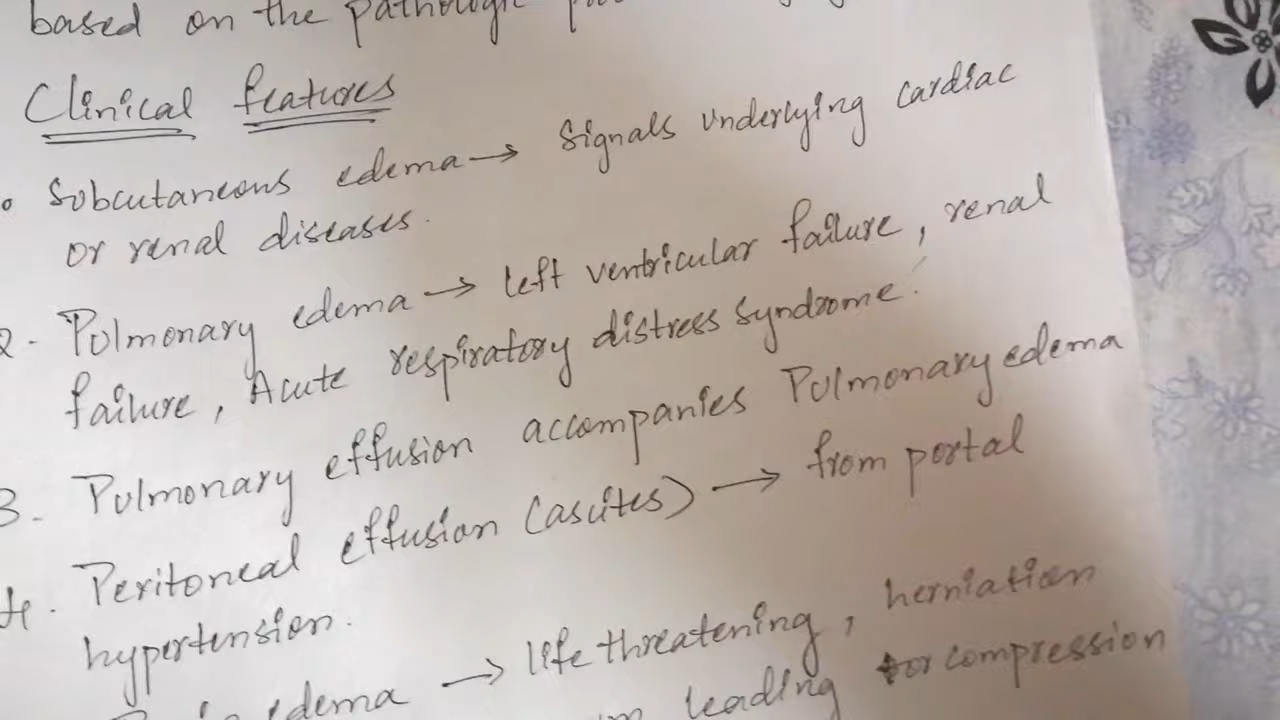 based on the pathologic
Clinical features
Subcutaneous edema → Signals underlying cardiac
or renal diseases.
2. Pulmonary edema → left ventricular failure, renal
failure, Acute respiratory distress syndrome.
3. Pulmonary effusion accompanies Pulmonary edema
4. Peritoneal effusion (ascites) → from portal
hypertension.
edema → life threatening, herniation
leading or compression